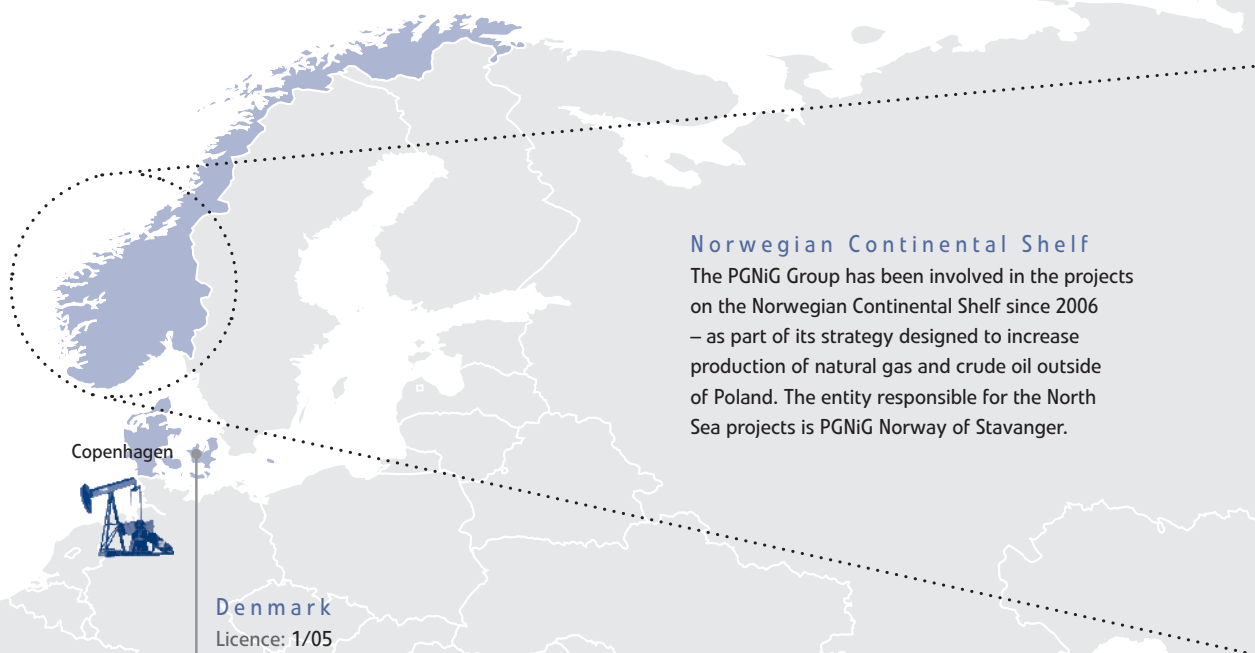 Norwegian Continental Shelf
The PGNiG Group has been involved in the projects
on the Norwegian Continental Shelf since 2006
– as part of its strategy designed to increase
production of natural gas and crude oil outside
of Poland. The entity responsible for the North
Sea projects is PGNiG Norway of Stavanger.
Copenhagen
Denmark
Licence: 1/05